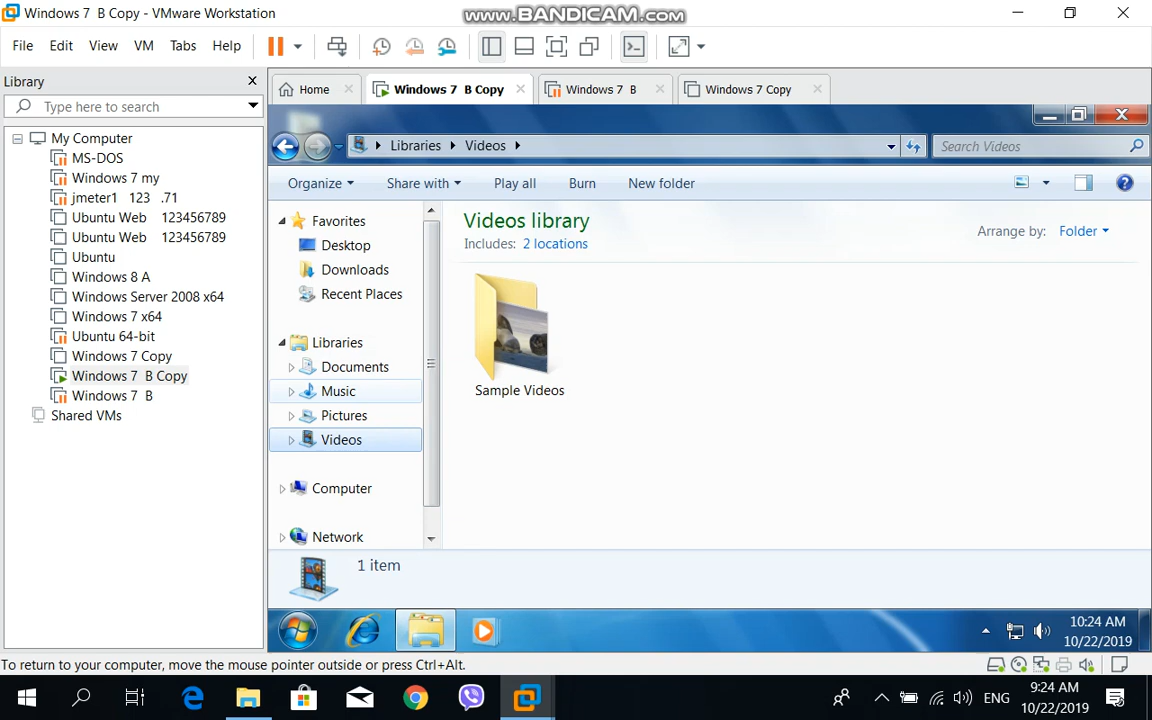 Windows 7  B Copy - VMware Workstation
www.BANDICAM.com
File Edit View VM Tabs Help
Library
Type here to search
My Computer
MS-DOS
Windows 7 my
jmeter1   123   .71
Ubuntu Web   123456789
Ubuntu Web   123456789
Ubuntu
Windows 8 A
Windows Server 2008 x64
Windows 7 x64
Ubuntu 64-bit
Windows 7 Copy
Windows 7  B Copy
Windows 7  B
Shared VMs
Home
Windows 7  B Copy
Windows 7  B
Windows 7 Copy
Libraries Videos
Search Videos
Organize Share with Play all Burn New folder
Favorites
Desktop
Downloads
Recent Places
Libraries
Documents
Music
Pictures
Videos
Computer
Network
Videos library
Includes: 2 locations
Arrange by: Folder
Sample Videos
1 item
10:24 AM
10/22/2019
To return to your computer, move the mouse pointer outside or press Ctrl+Alt.
ENG
9:24 AM
10/22/2019